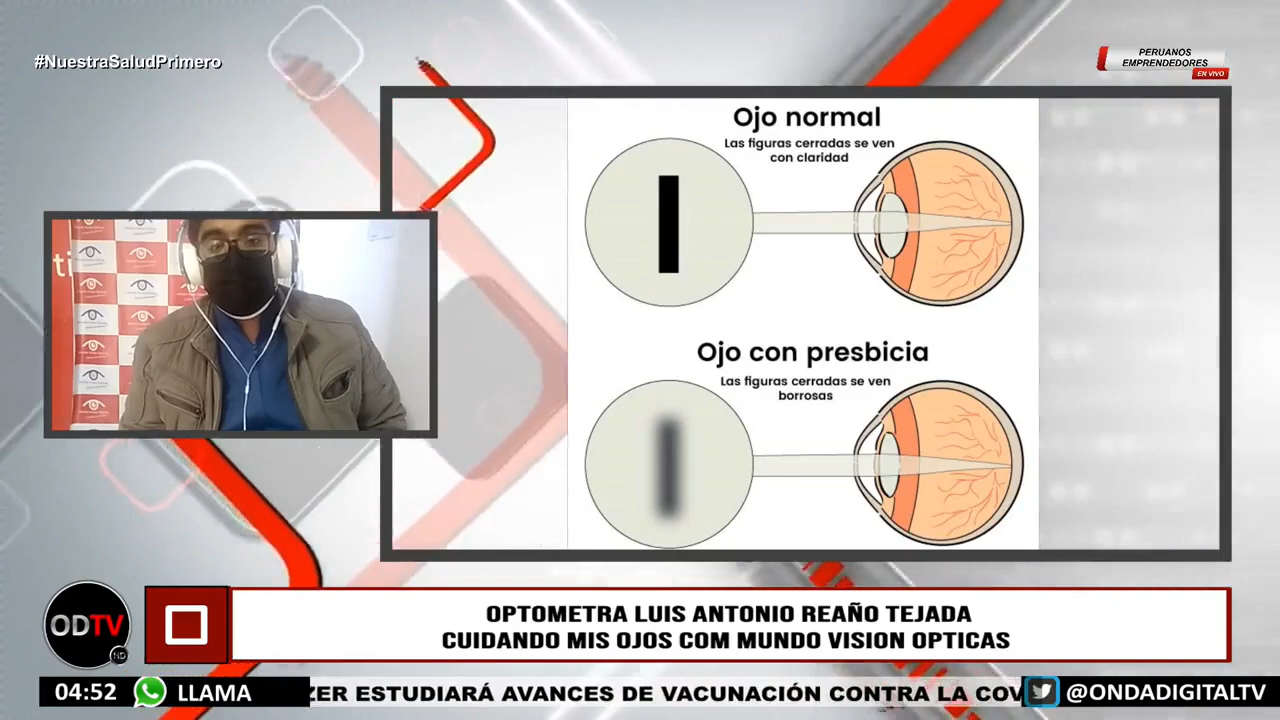 #NuestraSaludPrimero
PERUANOS
EMPRENDEDORES
EN VIVO
Ojo normal
Las figuras cerradas se ven
con claridad
Ojo con presbicia
Las figuras cerradas se ven
borrosas
ti
ODTV
HD
OPTOMETRA LUIS ANTONIO REAÑO TEJADA
CUIDANDO MIS OJOS COM MUNDO VISION OPTICAS
04:52 LLAMA
ZER ESTUDIARÁ AVANCES DE VACUNACIÓN CONTRA LA COV
@ONDADIGITALTV